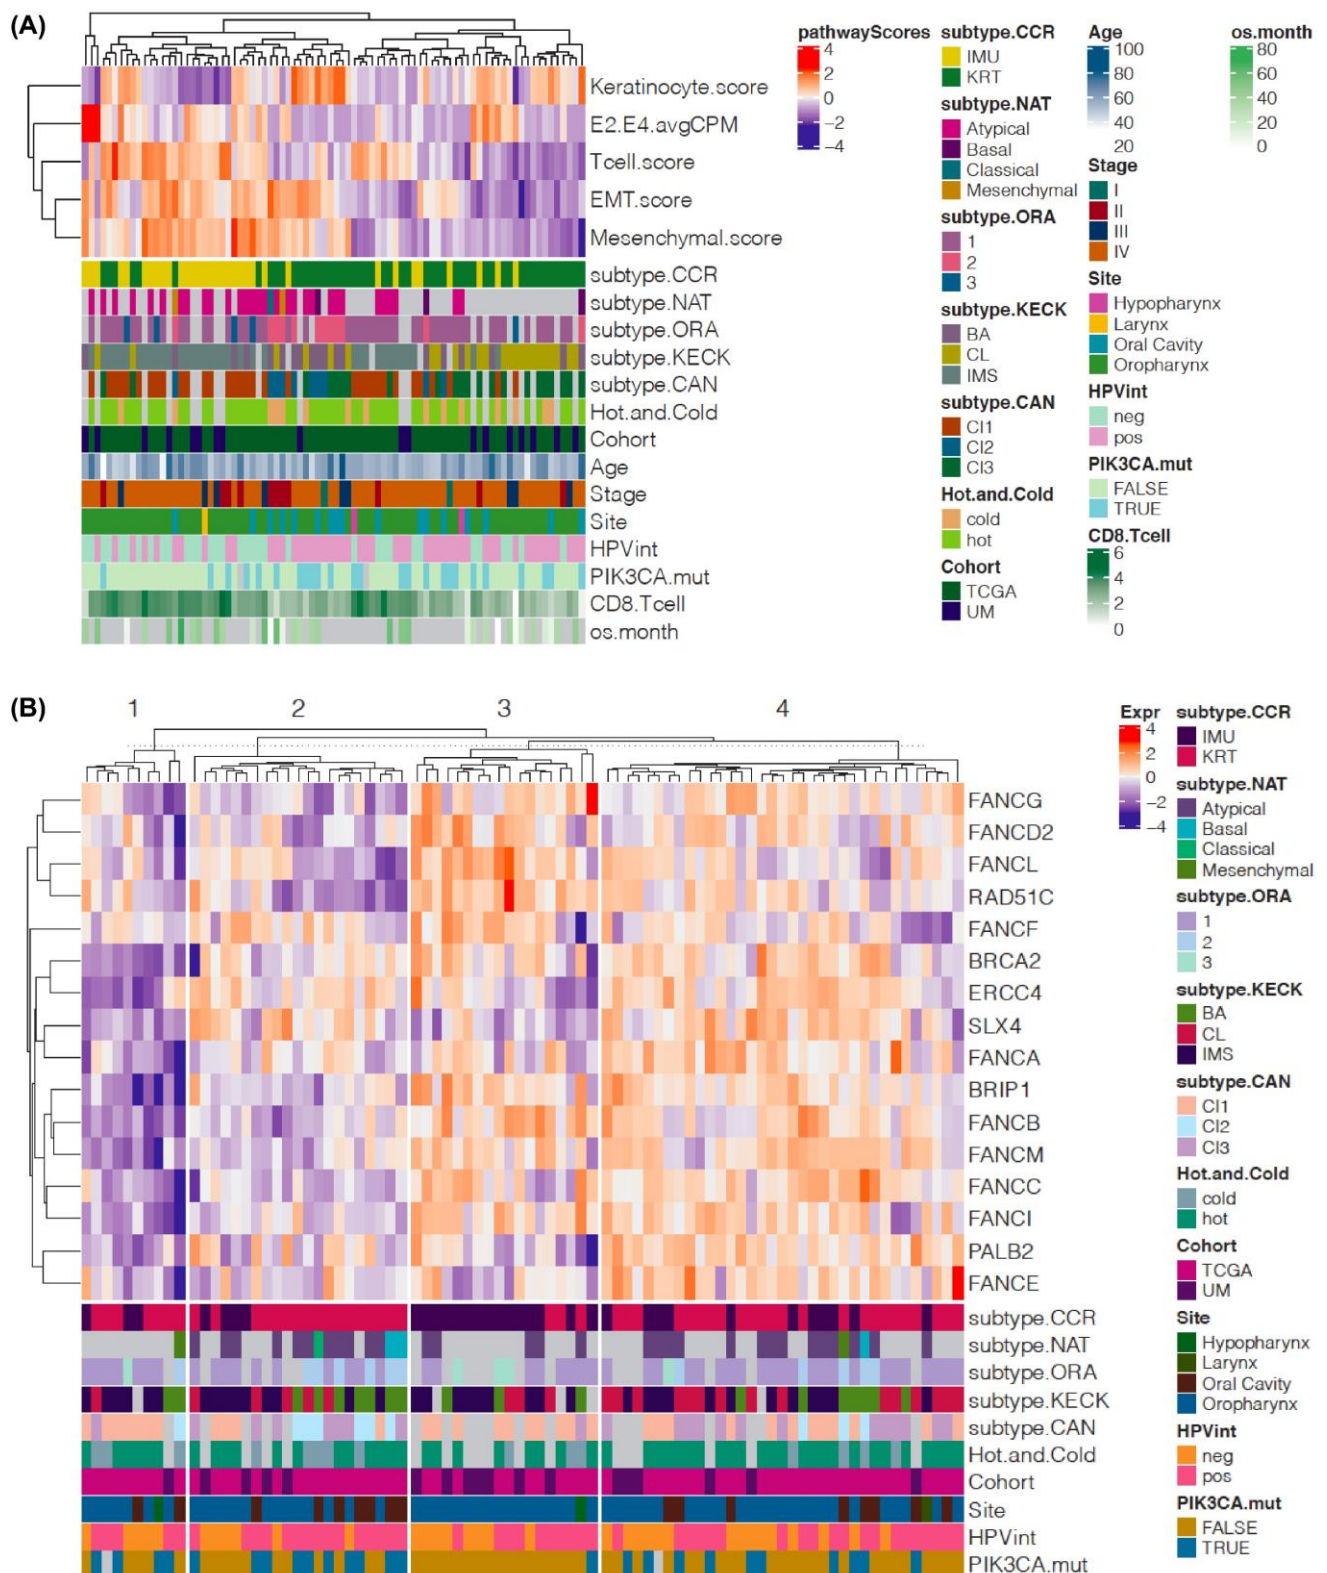 (A)
Keratinocyte.score
E2.E4.avgCPM
Tcell.score
EMT.score
Mesenchymal.score
subtype.CCR
subtype.NAT
subtype.ORA
subtype.KECK
subtype.CAN
Hot.and.Cold
Cohort
Age
Stage
Site
HPVint
PIK3CA.mut
CD8.Tcell
os.month
pathwayScores
4
2
0
−2
−4
subtype.CCR
IMU
KRT
subtype.NAT
Atypical
Basal
Classical
Mesenchymal
subtype.ORA
1
2
3
subtype.KECK
BA
CL
IMS
subtype.CAN
Cl1
Cl2
Cl3
Hot.and.Cold
cold
hot
Cohort
TCGA
UM
Age
100
80
60
40
20
Stage
I
II
III
IV
Site
Hypopharynx
Larynx
Oral Cavity
Oropharynx
HPVint
neg
pos
PIK3CA.mut
FALSE
TRUE
CD8.Tcell
6
4
2
0
os.month
80
60
40
20
0
(B)
1 2 3 4
FANCG
FANCD2
FANCL
RAD51C
FANCF
BRCA2
ERCC4
SLX4
FANCA
BRIP1
FANCB
FANCM
FANCC
FANCI
PALB2
FANCE
subtype.CCR
subtype.NAT
subtype.ORA
subtype.KECK
subtype.CAN
Hot.and.Cold
Cohort
Site
HPVint
PIK3CA.mut
Expr
4
2
0
−2
−4
subtype.CCR
IMU
KRT
subtype.NAT
Atypical
Basal
Classical
Mesenchymal
subtype.ORA
1
2
3
subtype.KECK
BA
CL
IMS
subtype.CAN
Cl1
Cl2
Cl3
Hot.and.Cold
cold
hot
Cohort
TCGA
UM
Site
Hypopharynx
Larynx
Oral Cavity
Oropharynx
HPVint
neg
pos
PIK3CA.mut
FALSE
TRUE